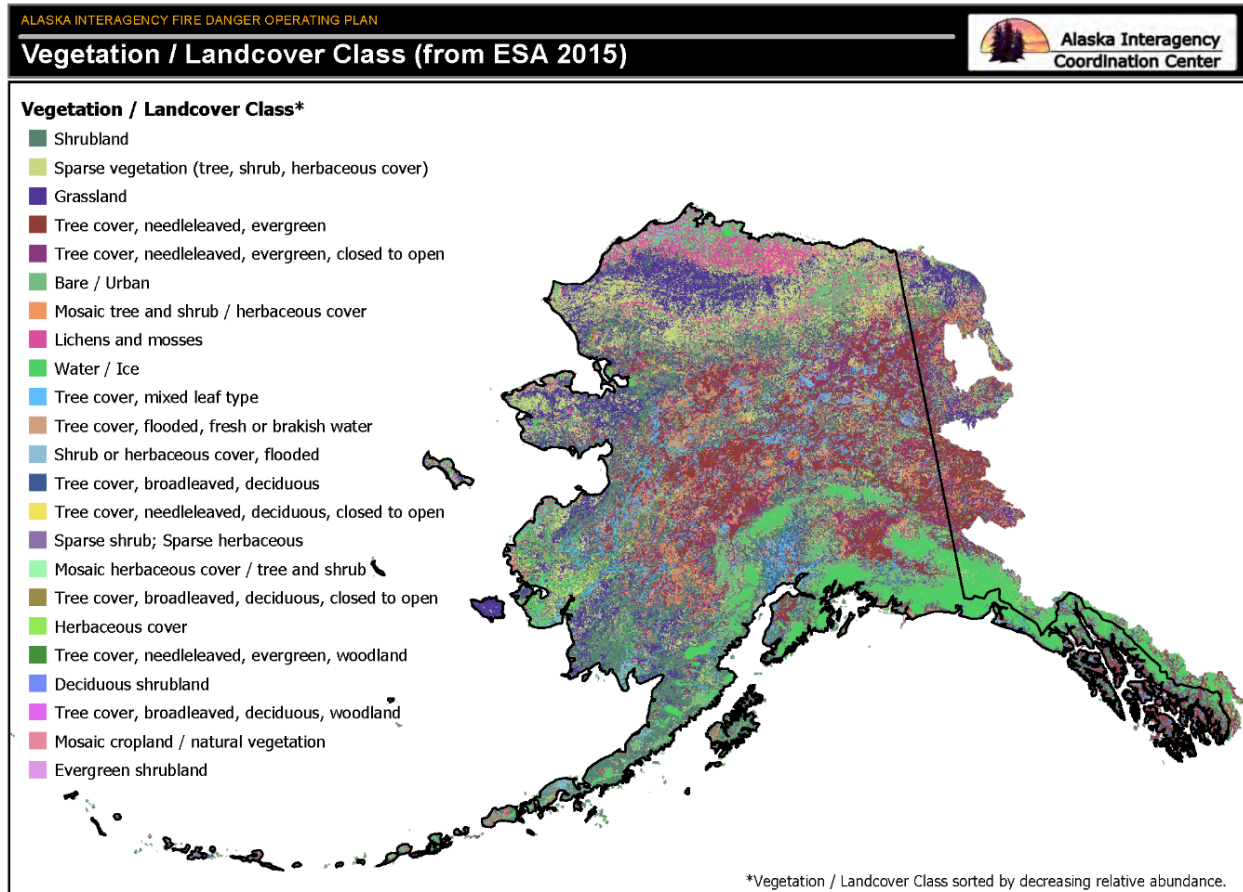 ALASKA INTERAGENCY FIRE DANGER OPERATING PLAN
Vegetation / Landcover Class (from ESA 2015)
Alaska Interagency
Coordination Center
Vegetation / Landcover Class*
Shrubland
Sparse vegetation (tree, shrub, herbaceous cover)
Grassland
Tree cover, needleleaved, evergreen
Tree cover, needleleaved, evergreen, closed to open
Bare / Urban
Mosaic tree and shrub / herbaceous cover
Lichens and mosses
Water / Ice
Tree cover, mixed leaf type
Tree cover, flooded, fresh or brakish water
Shrub or herbaceous cover, flooded
Tree cover, broadleaved, deciduous
Tree cover, needleleaved, deciduous, closed to open
Sparse shrub; Sparse herbaceous
Mosaic herbaceous cover / tree and shrub
Tree cover, broadleaved, deciduous, closed to open
Herbaceous cover
Tree cover, needleleaved, evergreen, woodland
Deciduous shrubland
Tree cover, broadleaved, deciduous, woodland
Mosaic cropland / natural vegetation
Evergreen shrubland
*Vegetation / Landcover Class sorted by decreasing relative abundance.